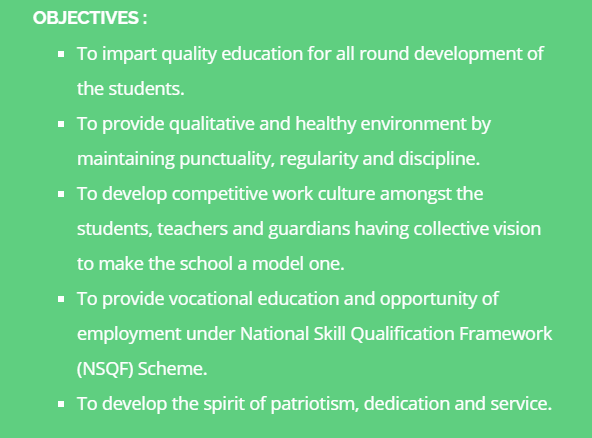 OBJECTIVES :
▪ To impart quality education for all round development of
the students.
▪ To provide qualitative and healthy environment by
maintaining punctuality, regularity and discipline.
▪ To develop competitive work culture amongst the
students, teachers and guardians having collective vision
to make the school a model one.
▪ To provide vocational education and opportunity of
employment under National Skill Qualification Framework
(NSQF) Scheme.
▪ To develop the spirit of patriotism, dedication and service.